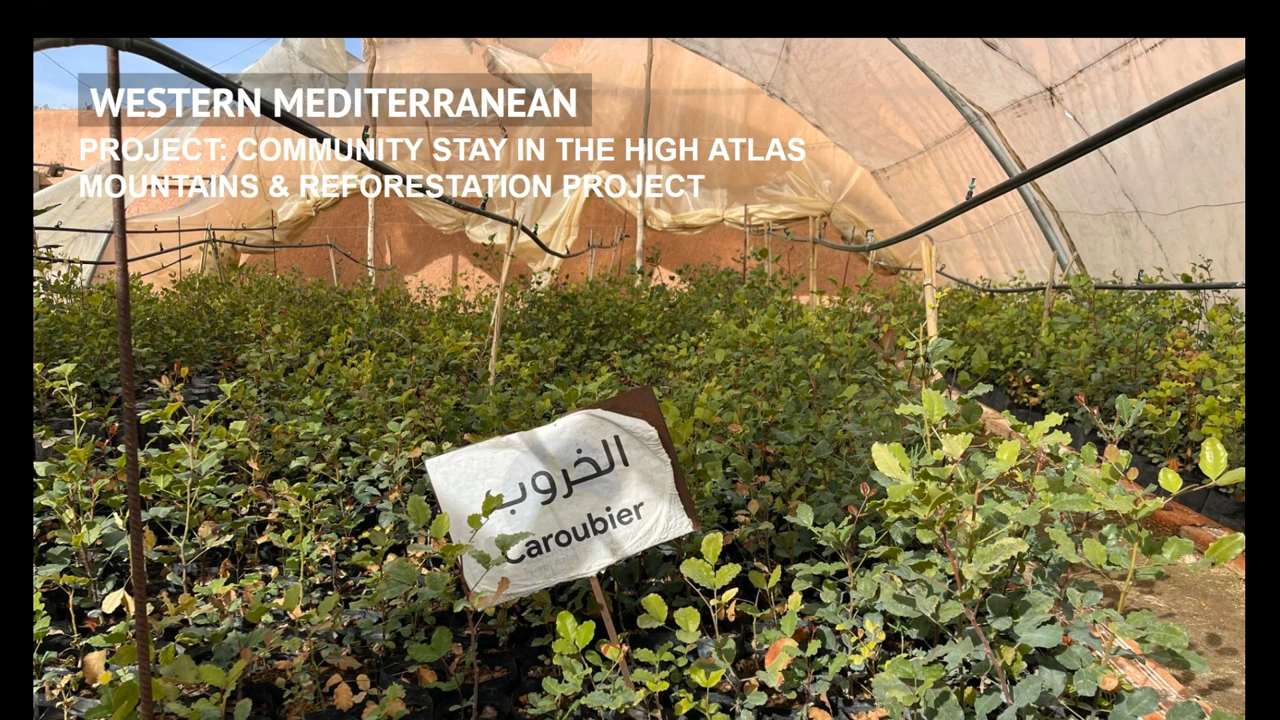 WESTERN MEDITERRANEAN
PROJECT: COMMUNITY STAY IN THE HIGH ATLAS
MOUNTAINS & REFORESTATION PROJECT
الخروب
Caroubier